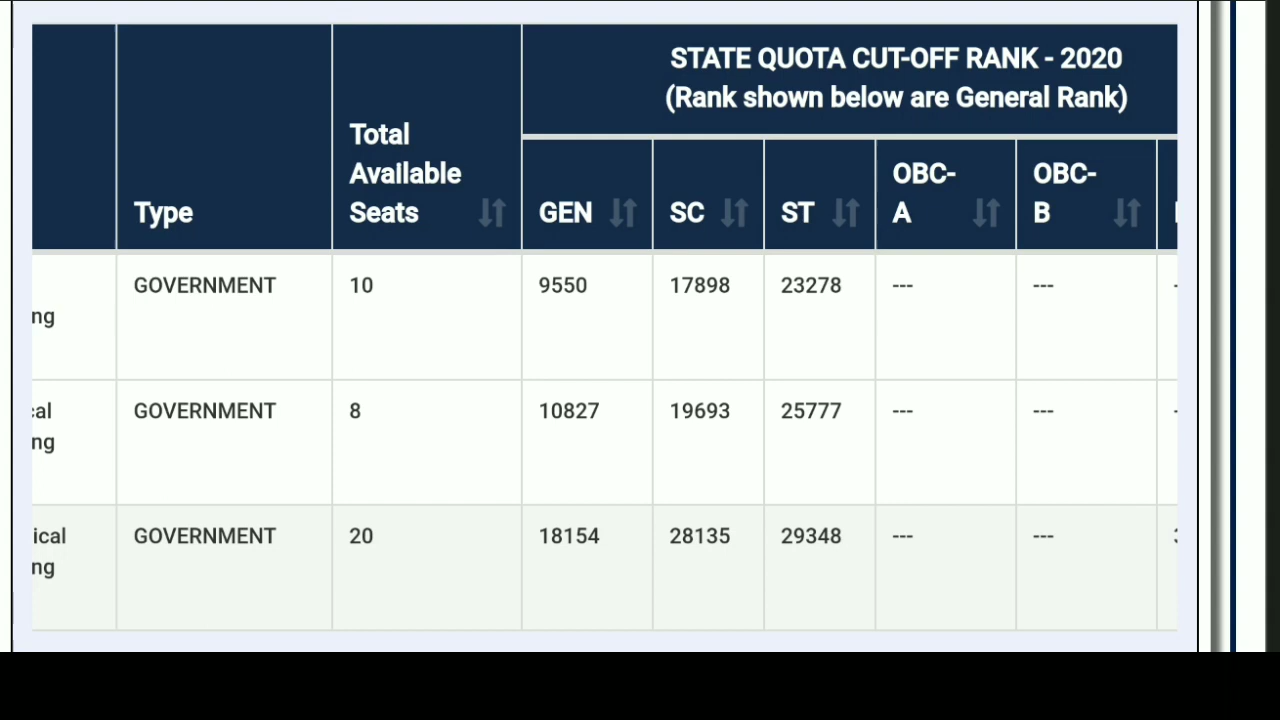 STATE QUOTA CUT-OFF RANK - 2020
(Rank shown below are General Rank)
Type
Total
Available
Seats
GEN
SC
ST
OBC-
A
OBC-
B
GOVERNMENT 10 9550 17898 23278 --- ---
ng
cal GOVERNMENT 8 10827 19693 25777 --- ---
ng
ical GOVERNMENT 20 18154 28135 29348 --- ---
ng